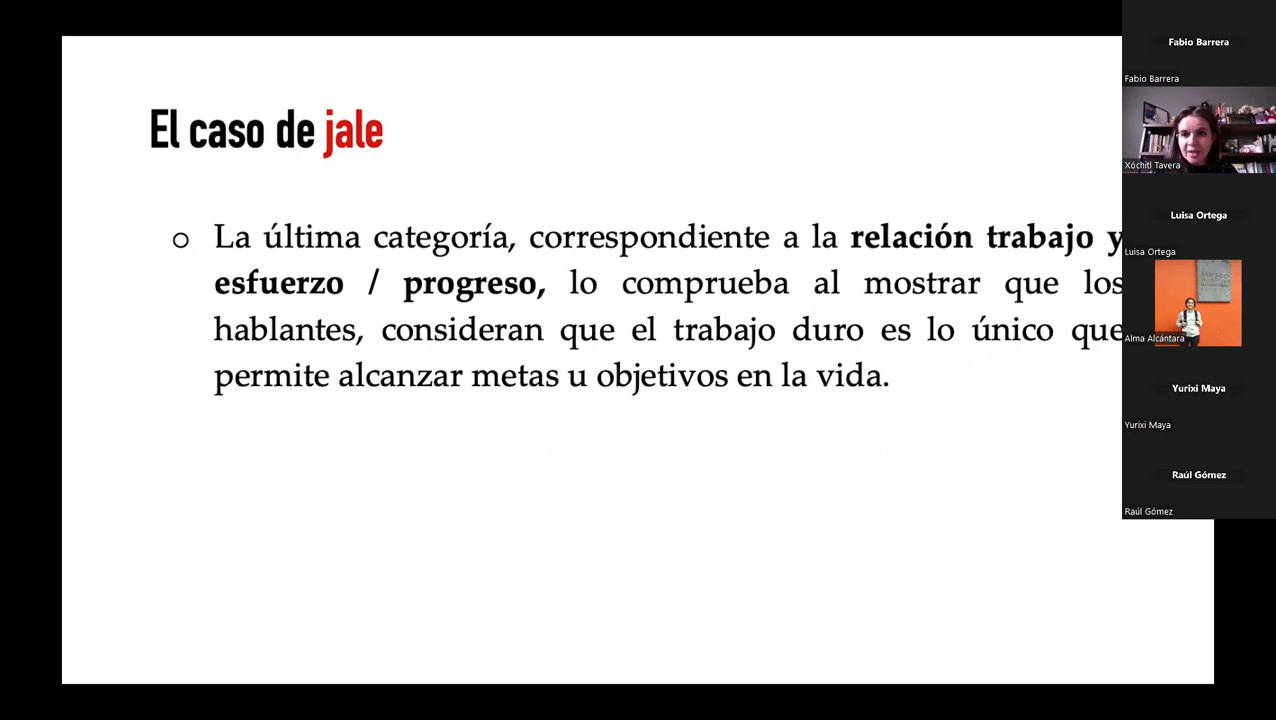 El caso de jale
○ La última categoría, correspondiente a la relación trabajo y
esfuerzo / progreso, lo comprueba al mostrar que los
hablantes, consideran que el trabajo duro es lo único que
permite alcanzar metas u objetivos en la vida.
Fabio Barrera
Fabio Barrera
Xóchitl Tavera
Luisa Ortega
Luisa Ortega
Alma Alcántara
Yurixi Maya
Yurixi Maya
Raúl Gómez
Raúl Gómez